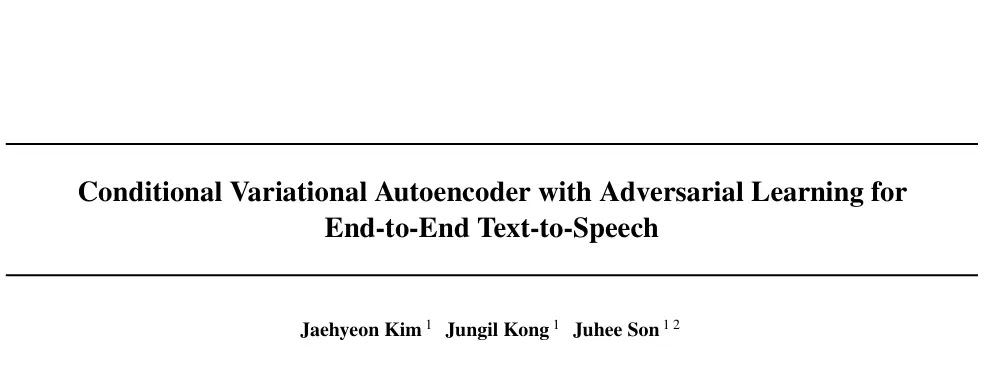 Conditional Variational Autoencoder with Adversarial Learning for
End-to-End Text-to-Speech
Jaehyeon Kim 1 Jungil Kong 1 Juhee Son 1 2